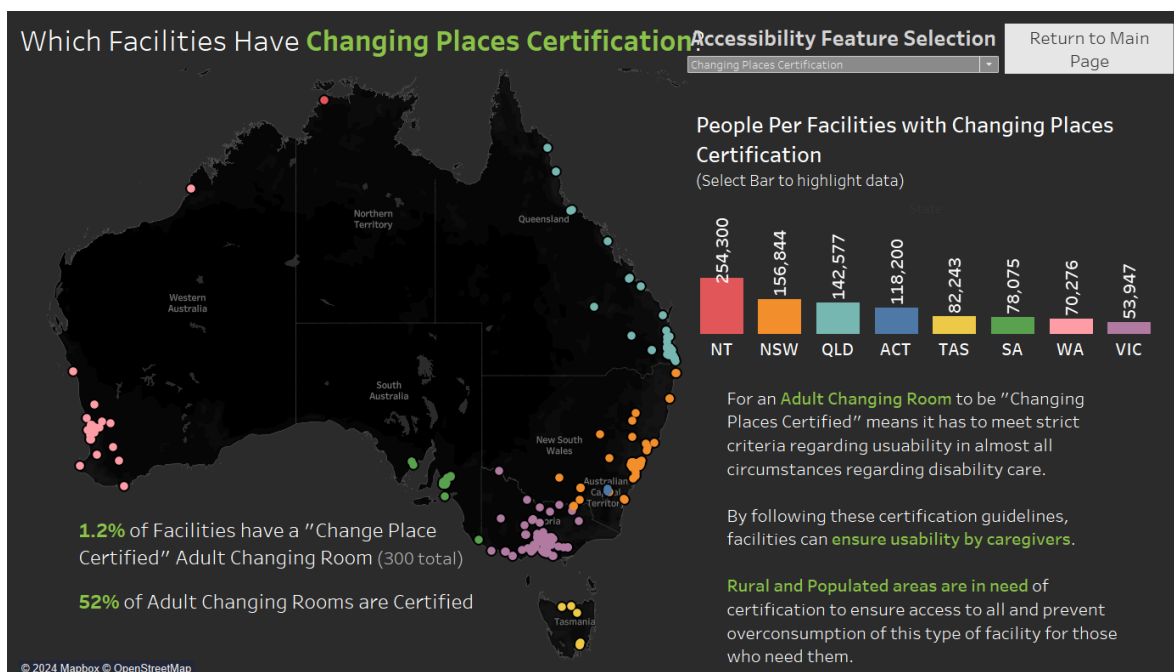 Which Facilities Have Changing Places Certification?
Accessibility Feature Selection
Changing Places Certification
Return to Main
Page
People Per Facilities with Changing Places
Certification
(Select Bar to highlight data)
State
254,300
156,844
142,577
118,200
82,243
78,075
70,276
53,947
NT
NSW
QLD
ACT
TAS
SA
WA
VIC
For an Adult Changing Room to be "Changing
Places Certified" means it has to meet strict
criteria regarding usuability in almost all
circumstances regarding disability care.
By following these certification guidelines,
facilities can ensure usability by caregivers.
Rural and Populated areas are in need of
certification to ensure access to all and prevent
overconsumption of this type of facility for those
who need them.
Northern
Territory
Queensland
Western
Australia
South
Australia
New South
Wales
Australian
Territor
Tasmania
1.2% of Facilities have a "Change Place
Certified" Adult Changing Room (300 total)
52% of Adult Changing Rooms are Certified
© 2024 Mapbox © OpenStreetMap